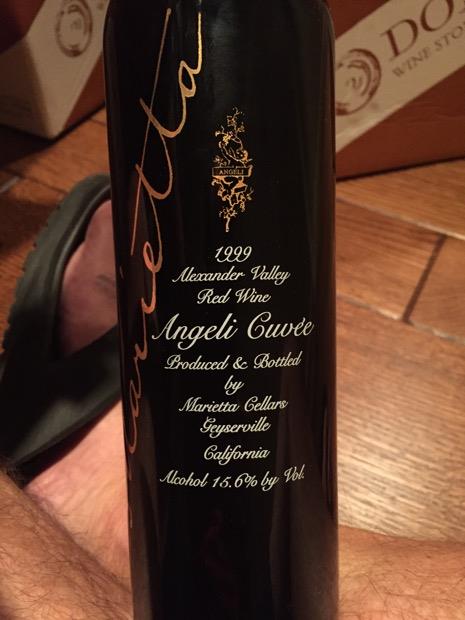 arietta
ANGELI
1999
Alexander Valley
Red Wine
Angeli Cuvée
Produced & Bottled
by
Marietta Cellars
Geyserville
California
Alcohol 15.6% by Vol.
DO
WINE STO